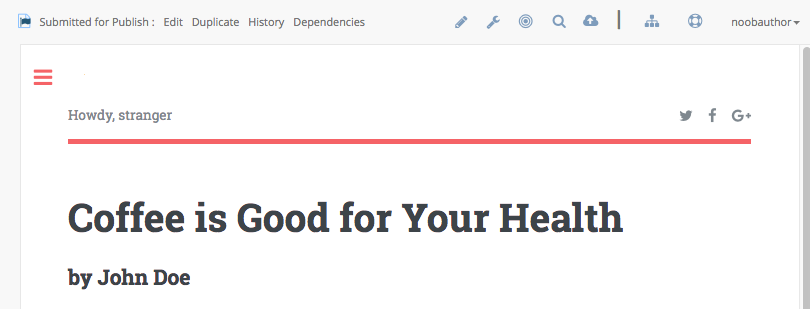 Submitted for Publish : Edit Duplicate History Dependencies noobauthor
Howdy, stranger
Coffee is Good for Your Health
by John Doe